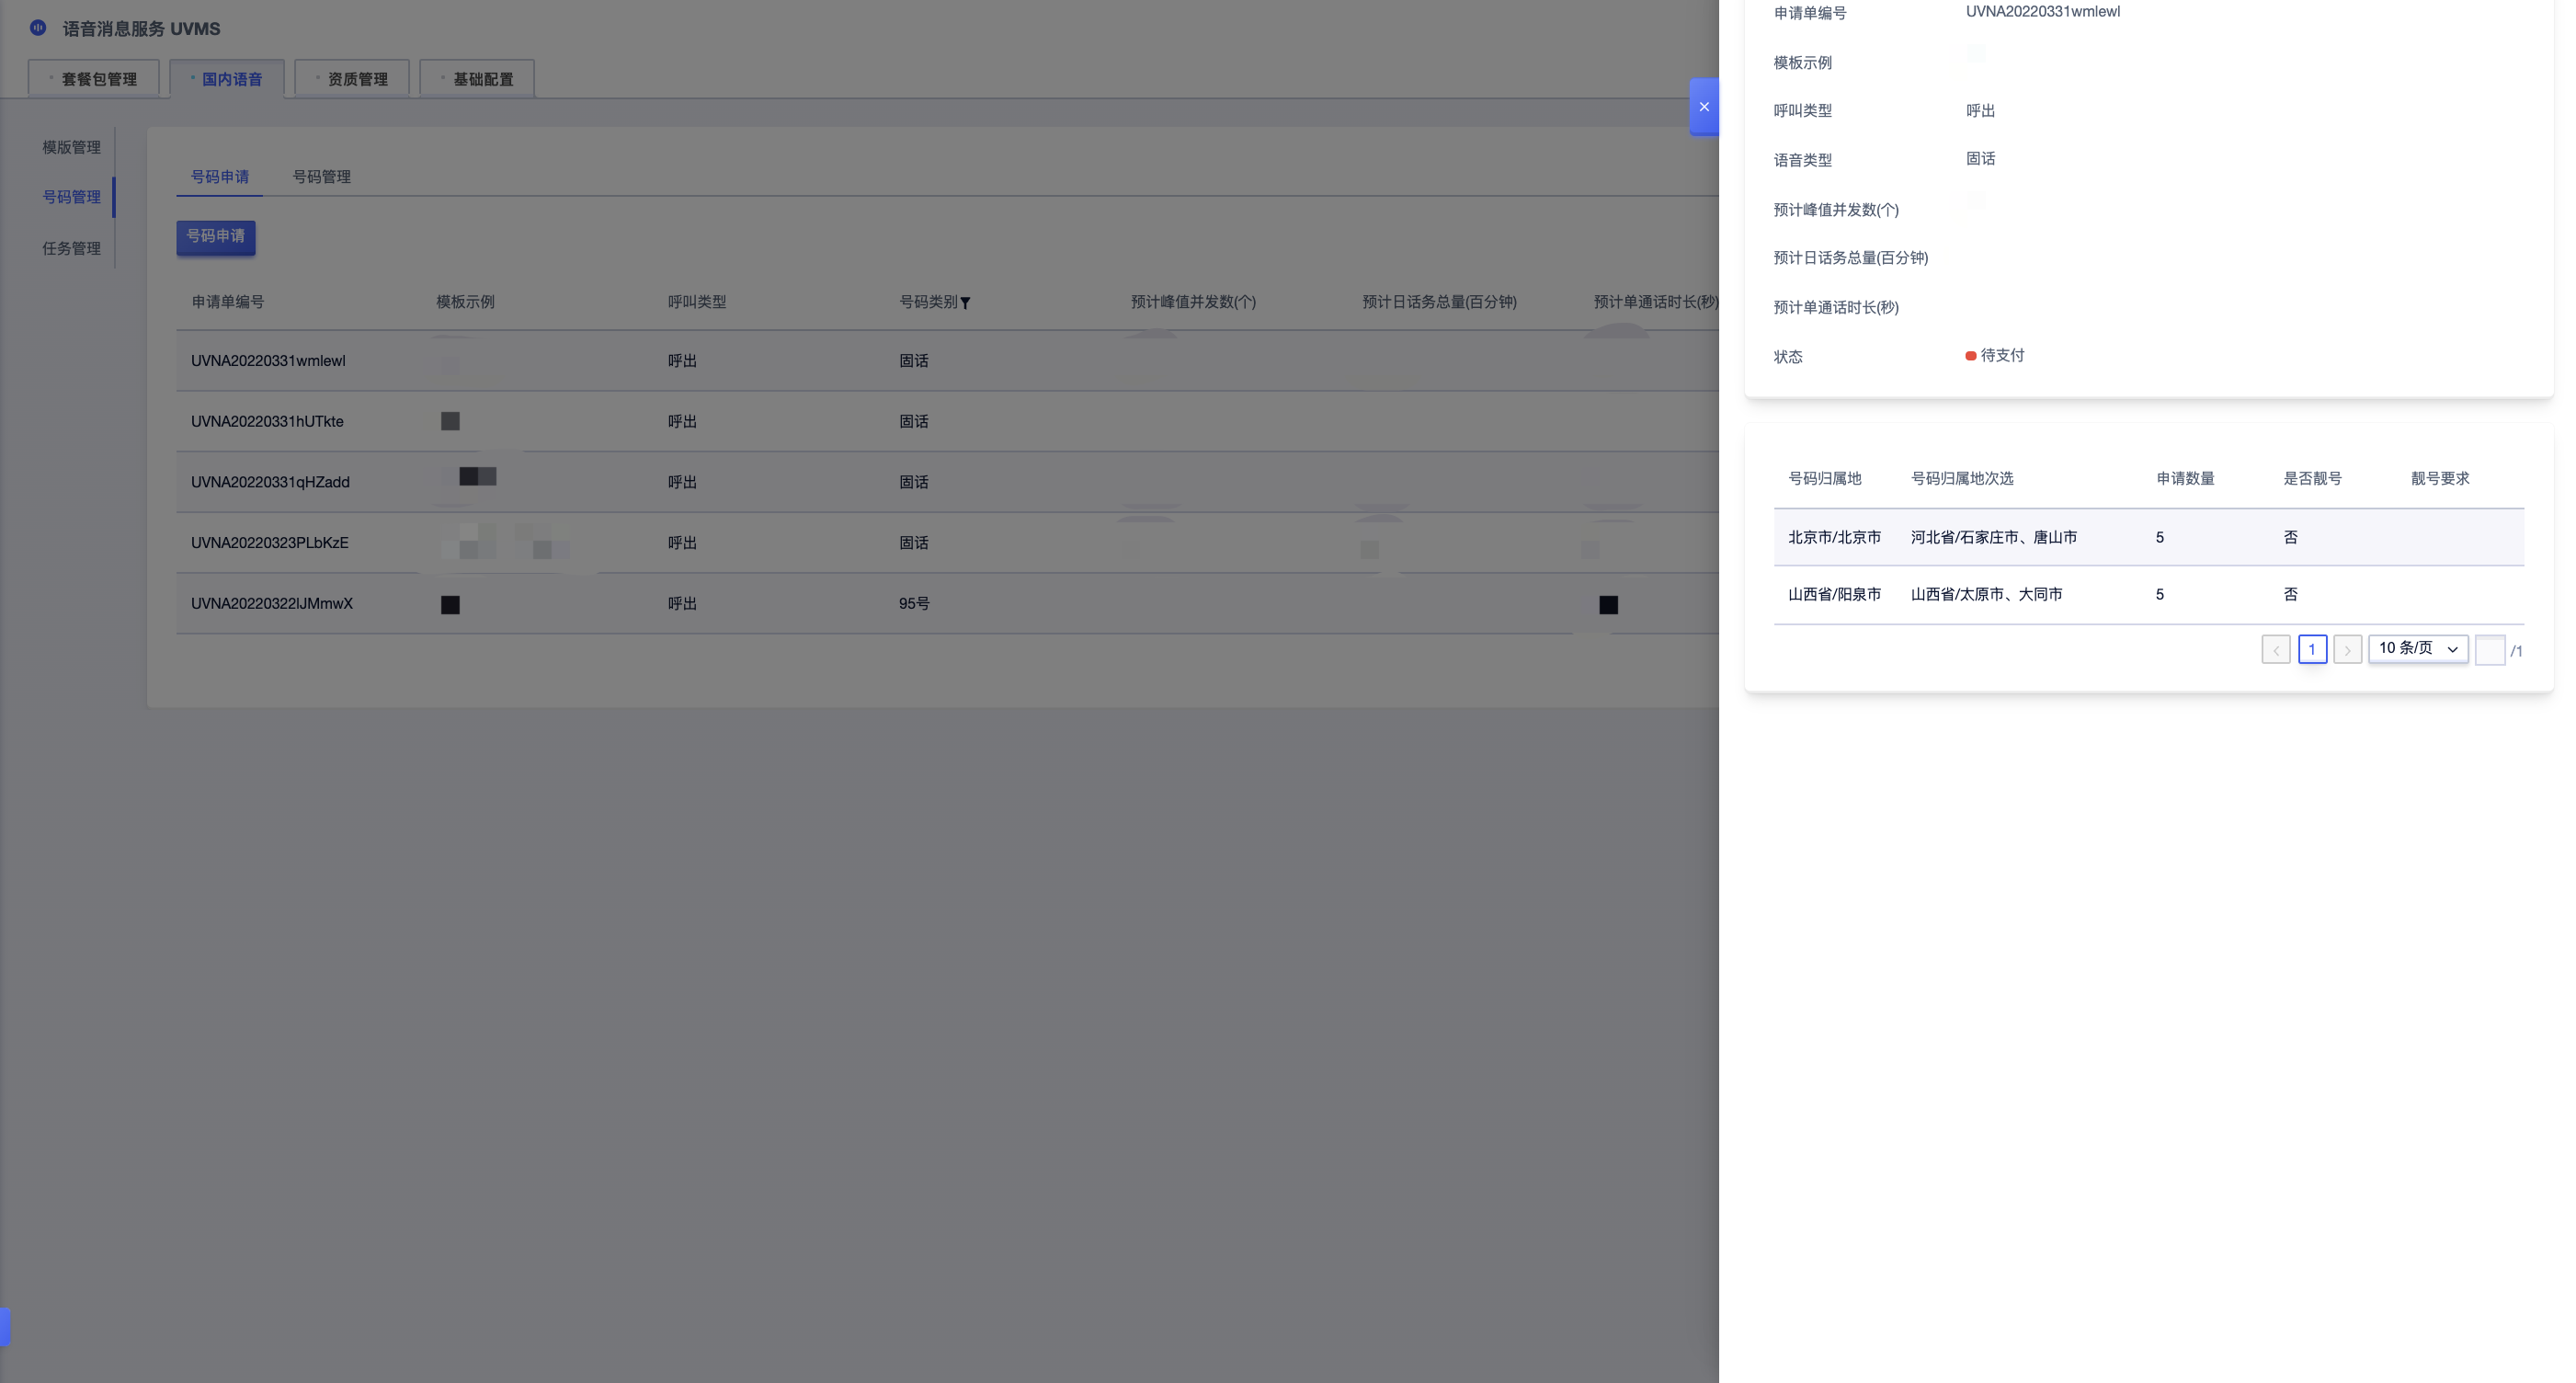 语音消息服务 UVMS
套餐包管理 国内语音 资质管理 基础配置
模版管理
号码管理
任务管理
号码申请 号码管理
号码申请
申请单编号 模板示例 呼叫类型 号码类别 预计峰值并发数(个) 预计日话务总量(百分钟) 预计单通话时长(秒)
UVNA20220331wmlewl 呼出 固话
UVNA20220331hUTkte 呼出 固话
UVNA20220331qHZadd 呼出 固话
UVNA20220323PLbKzE 呼出 固话
UVNA20220322lJMmwX 呼出 95号
申请单编号 UVNA20220331wmlewl
模板示例
呼叫类型 呼出
语音类型 固话
预计峰值并发数(个)
预计日话务总量(百分钟)
预计单通话时长(秒)
状态 待支付
号码归属地 号码归属地次选 申请数量 是否靓号 靓号要求
北京市/北京市 河北省/石家庄市、唐山市 5 否
山西省/阳泉市 山西省/太原市、大同市 5 否
1 10 条/页 /1